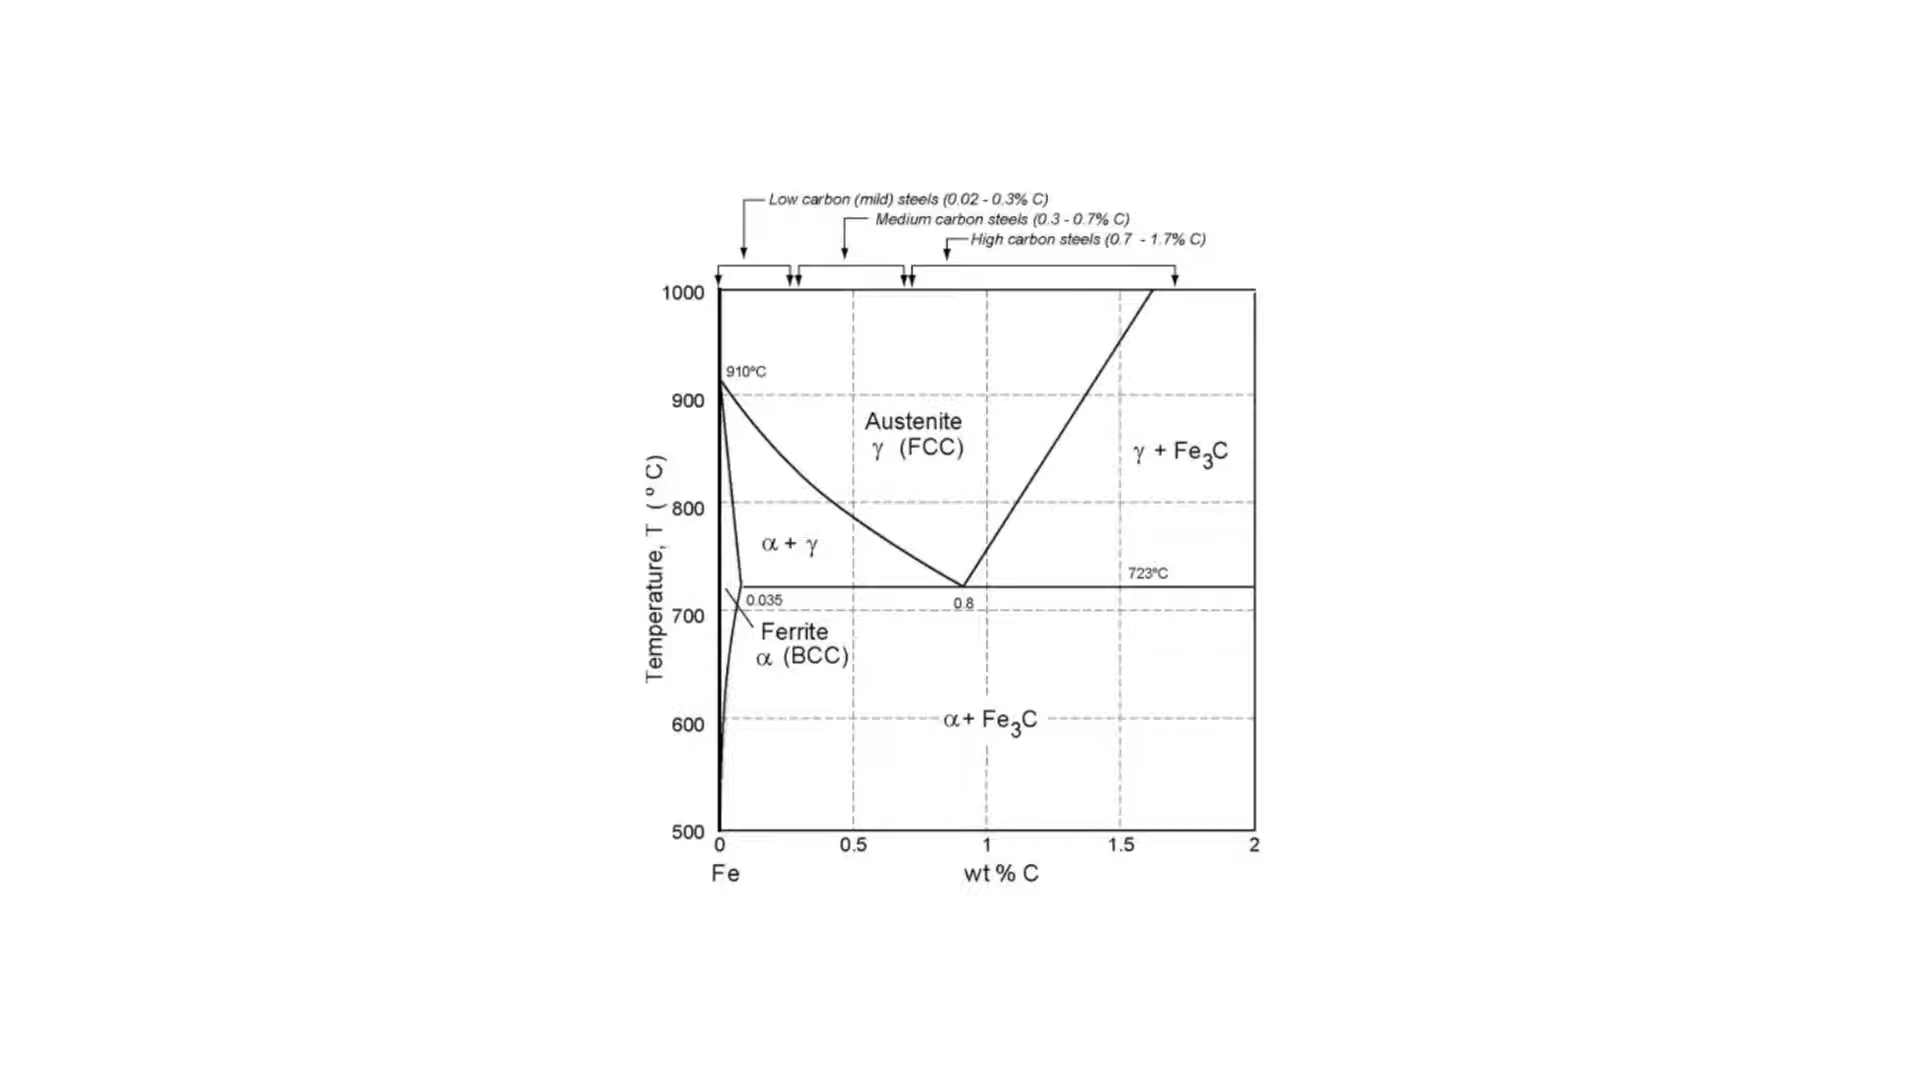 Low carbon (mild) steels (0.02 - 0.3% C)
Medium carbon steels (0.3 - 0.7% C)
High carbon steels (0.7 - 1.7% C)
1000
910ºC
900
Austenite
γ (FCC)
γ + Fe3C
800
Temperature, T (ºC)
α + γ
723ºC
0.035
0.8
700
Ferrite
α (BCC)
600
α+ Fe3C
500
0
0.5
1
1.5
2
Fe
wt % C